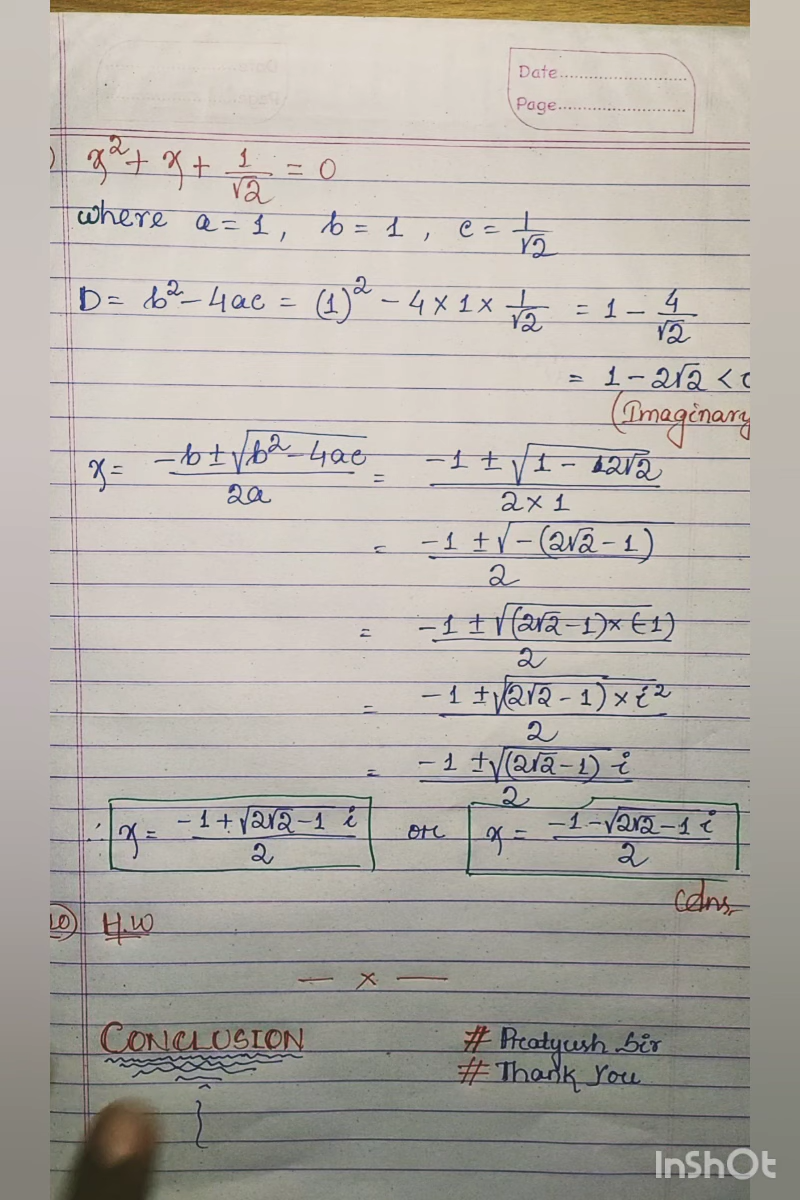 Date........................
Page........................
) x² + x + 1/√2 = 0
where a = 1, b = 1, c = 1/√2
D = b² - 4ac = (1)² - 4 × 1 × 1/√2 = 1 - 4/√2
= 1 - 2√2 <
(Imaginary
x = (-b ± √(b² - 4ac))/2a = (-1 ± √(1 - 2√2))/(2 × 1)
= (-1 ± √(-(2√2 - 1)))/2
= (-1 ± √((2√2 - 1) × (-1)))/2
= (-1 ± √((2√2 - 1) × i²))/2
= (-1 ± √(2√2 - 1) i)/2
∴ x = (-1 + √(2√2 - 1) i)/2 or x = (-1 - √(2√2 - 1) i)/2
Ans.
10) H.W
— x —
CONCLUSION
# Pratyush Sir
# Thank You
InShOt